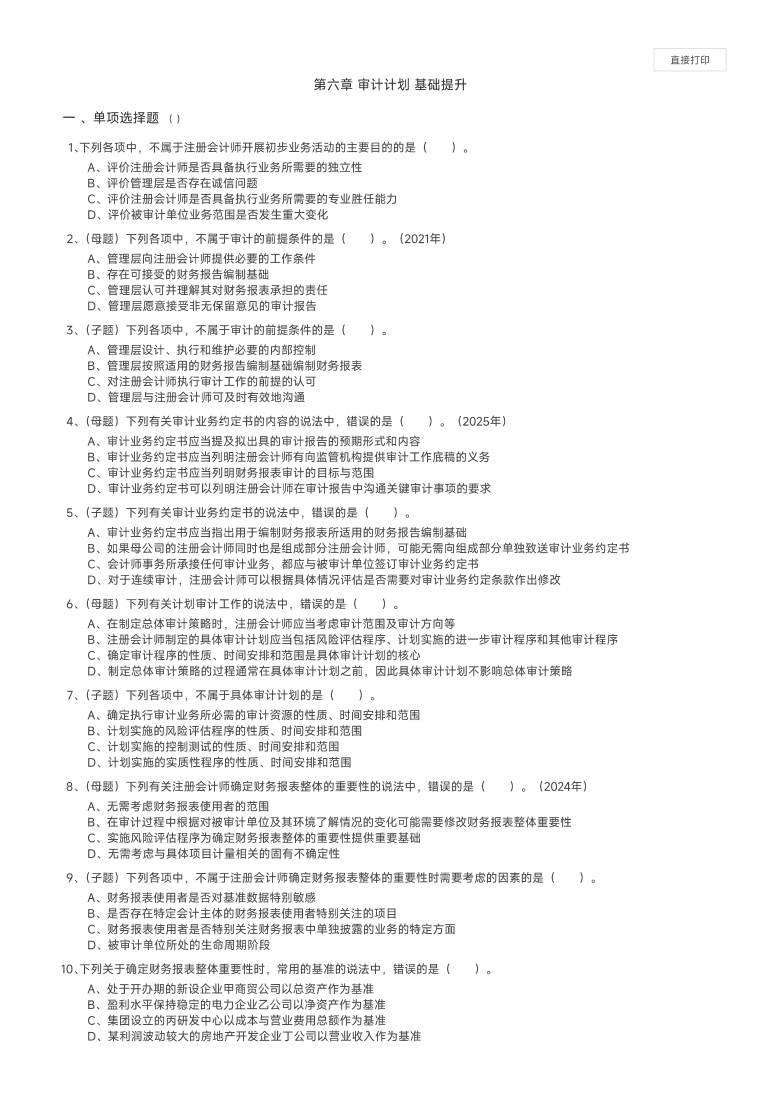 直接打印
第六章 审计计划 基础提升
一 、单项选择题 （ ）
1、下列各项中，不属于注册会计师开展初步业务活动的主要目的的是（　　）。
A、评价注册会计师是否具备执行业务所需要的独立性
B、评价管理层是否存在诚信问题
C、评价注册会计师是否具备执行业务所需要的专业胜任能力
D、评价被审计单位业务范围是否发生重大变化
2、（母题）下列各项中，不属于审计的前提条件的是（　　）。（2021年）
A、管理层向注册会计师提供必要的工作条件
B、存在可接受的财务报告编制基础
C、管理层认可并理解其对财务报表承担的责任
D、管理层愿意接受非无保留意见的审计报告
3、（子题）下列各项中，不属于审计的前提条件的是（　　）。
A、管理层设计、执行和维护必要的内部控制
B、管理层按照适用的财务报告编制基础编制财务报表
C、对注册会计师执行审计工作的前提的认可
D、管理层与注册会计师可及时有效地沟通
4、（母题）下列有关审计业务约定书的内容的说法中，错误的是（　　）。（2025年）
A、审计业务约定书应当提及拟出具的审计报告的预期形式和内容
B、审计业务约定书应当列明注册会计师有向监管机构提供审计工作底稿的义务
C、审计业务约定书应当列明财务报表审计的目标与范围
D、审计业务约定书可以列明注册会计师在审计报告中沟通关键审计事项的要求
5、（子题）下列有关审计业务约定书的说法中，错误的是（　　）。
A、审计业务约定书应当指出用于编制财务报表所适用的财务报告编制基础
B、如果母公司的注册会计师同时也是组成部分注册会计师，可能无需向组成部分单独致送审计业务约定书
C、会计师事务所承接任何审计业务，都应与被审计单位签订审计业务约定书
D、对于连续审计，注册会计师可以根据具体情况评估是否需要对审计业务约定条款作出修改
6、（母题）下列有关计划审计工作的说法中，错误的是（　　）。
A、在制定总体审计策略时，注册会计师应当考虑审计范围及审计方向等
B、注册会计师制定的具体审计计划应当包括风险评估程序、计划实施的进一步审计程序和其他审计程序
C、确定审计程序的性质、时间安排和范围是具体审计计划的核心
D、制定总体审计策略的过程通常在具体审计计划之前，因此具体审计计划不影响总体审计策略
7、（子题）下列各项中，不属于具体审计计划的是（　　）。
A、确定执行审计业务所必需的审计资源的性质、时间安排和范围
B、计划实施的风险评估程序的性质、时间安排和范围
C、计划实施的控制测试的性质、时间安排和范围
D、计划实施的实质性程序的性质、时间安排和范围
8、（母题）下列有关注册会计师确定财务报表整体的重要性的说法中，错误的是（　　）。（2024年）
A、无需考虑财务报表使用者的范围
B、在审计过程中根据对被审计单位及其环境了解情况的变化可能需要修改财务报表整体重要性
C、实施风险评估程序为确定财务报表整体的重要性提供重要基础
D、无需考虑与具体项目计量相关的固有不确定性
9、（子题）下列各项中，不属于注册会计师确定财务报表整体的重要性时需要考虑的因素的是（　　）。
A、财务报表使用者是否对基准数据特别敏感
B、是否存在特定会计主体的财务报表使用者特别关注的项目
C、财务报表使用者是否特别关注财务报表中单独披露的业务的特定方面
D、被审计单位所处的生命周期阶段
10、下列关于确定财务报表整体重要性时，常用的基准的说法中，错误的是（　　）。
A、处于开办期的新设企业甲商贸公司以总资产作为基准
B、盈利水平保持稳定的电力企业乙公司以净资产作为基准
C、集团设立的丙研发中心以成本与营业费用总额作为基准
D、某利润波动较大的房地产开发企业丁公司以营业收入作为基准